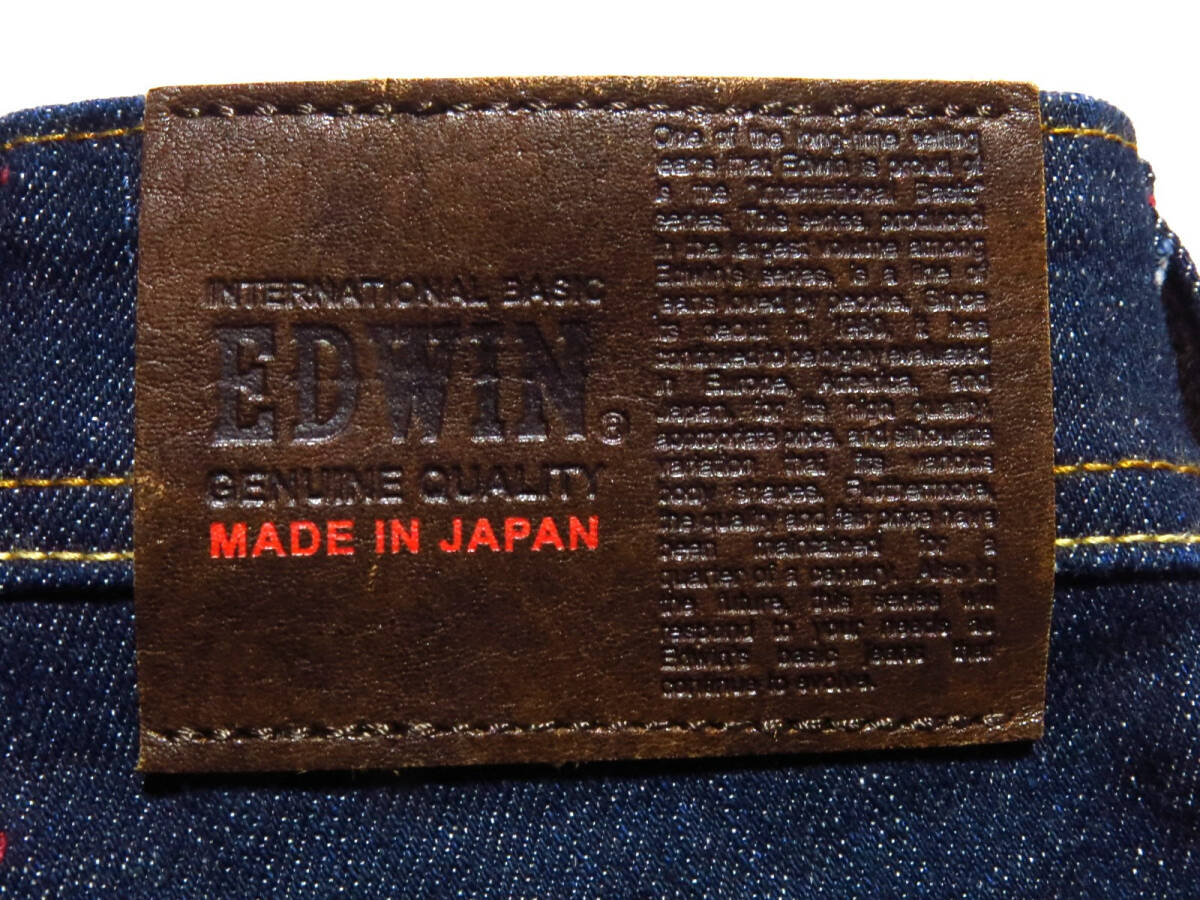 INTERNATIONAL BASIC
EDWIN®
GENUINE QUALITY
MADE IN JAPAN
One of the long-time selling
jeans that Edwin is proud of
is the "International Basic"
series. This series, produced
in the largest volume among
Edwin's series, is a line of
jeans loved by people. Since
its debut in 1980, it has
continued to be highly evaluated
in Europe, America, and
Japan, for its high quality,
appropriate price, and silhouette
variation that fits various
body shapes. Furthermore,
the quality and fair price have
been maintained for a
quarter of a century. Also in
the future, this series will
respond to your needs as
Edwin's basic jeans that
continue to evolve.